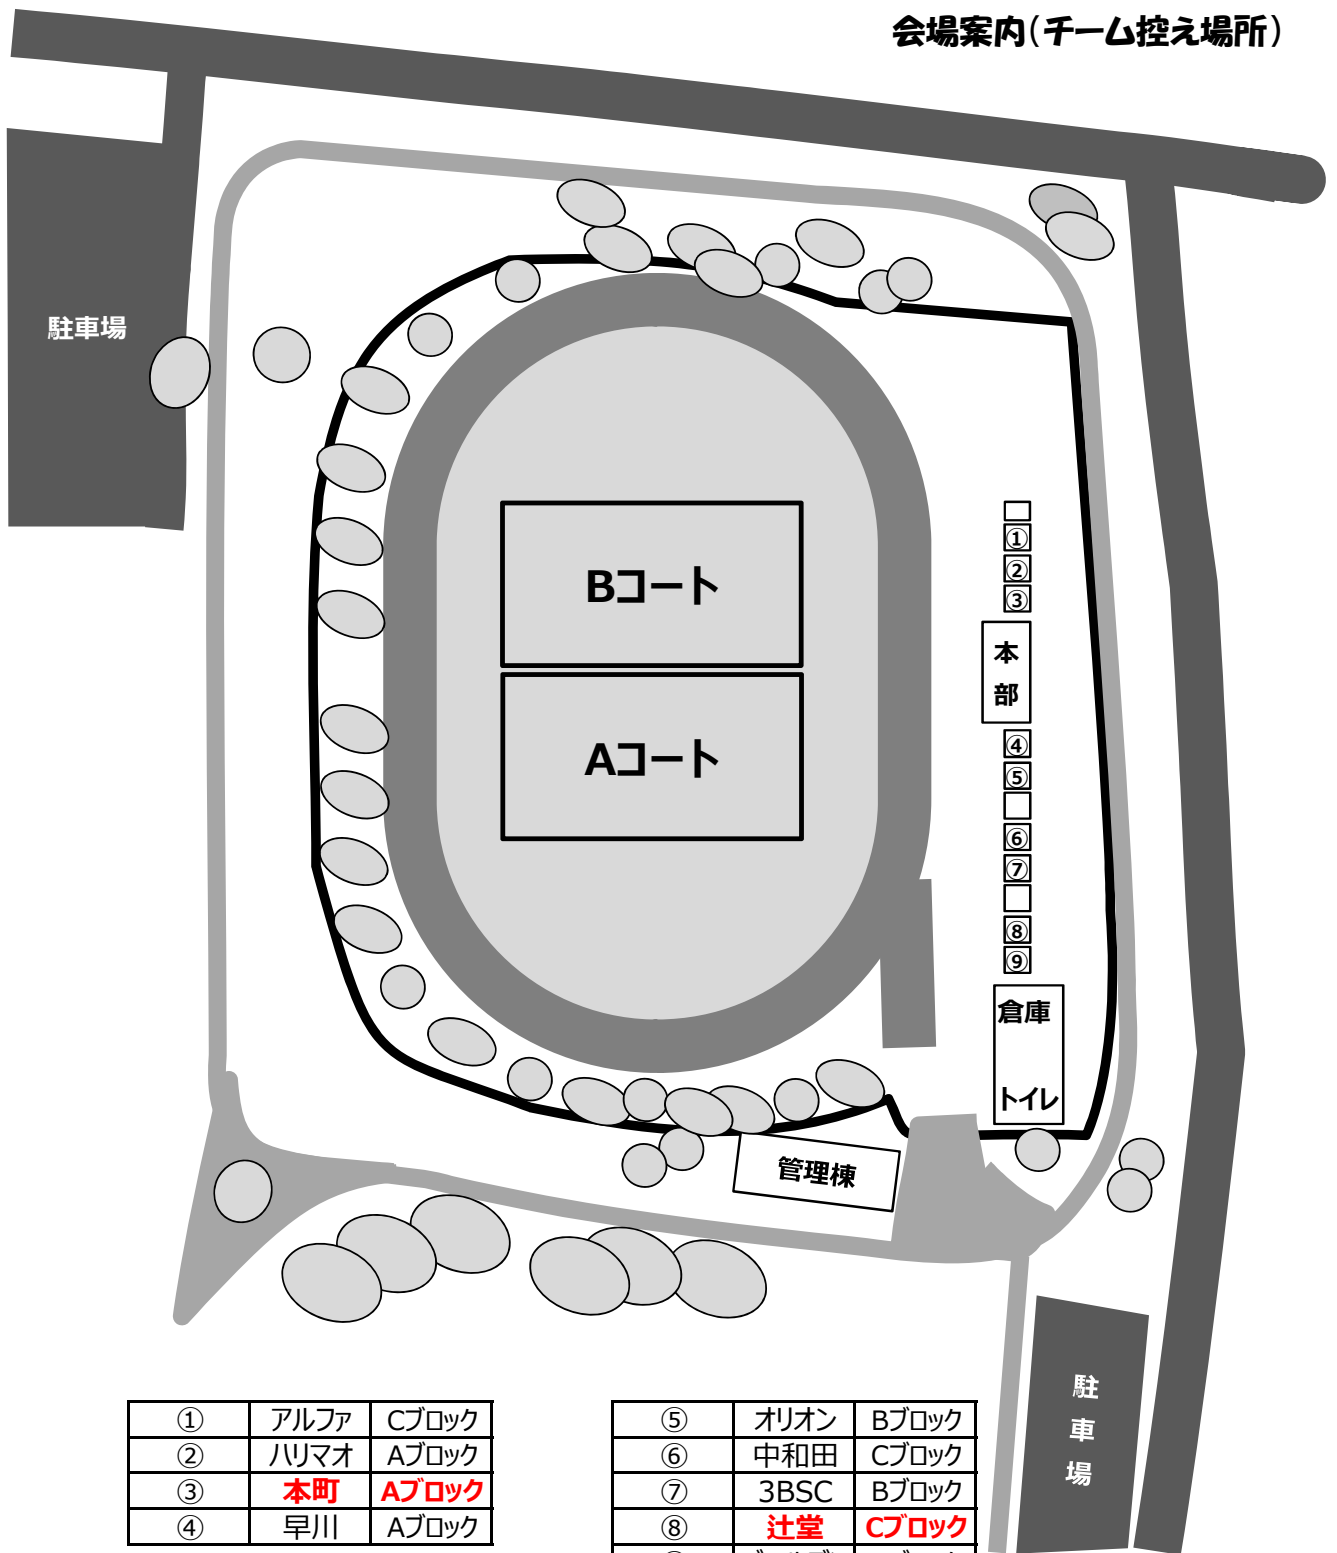 会場案内(チーム控え場所)
駐車場
①
②
Bコート
③
本
部
④
Aコート
⑤
⑥
⑦
⑧
⑨
倉庫
トイレ
管理棟
駐
車
場
① アルファ Cブロック
② ハリマオ Aブロック
③ 本町 Aブロック
④ 早川 Aブロック
⑤ オリオン Bブロック
⑥ 中和田 Cブロック
⑦ 3BSC Bブロック
⑧ 辻堂 Cブロック